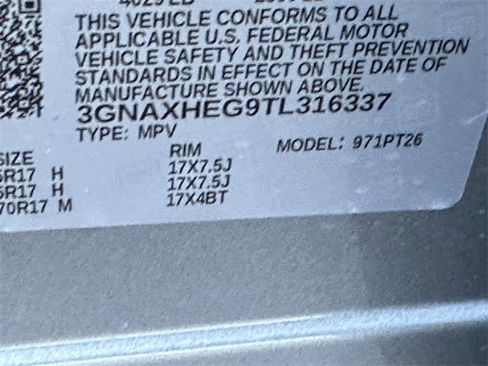 THIS VEHICLE CONFORMS TO ALL
APPLICABLE U.S. FEDERAL MOTOR
VEHICLE SAFETY AND THEFT PREVENTION
STANDARDS IN EFFECT ON THE DATE OF
MANUFACTURE SHOWN ABOVE.
3GNAXHEG9TL316337
TYPE: MPV MODEL: 971PT26
SIZE RIM
R17 H 17X7.5J
R17 H 17X7.5J
70R17 M 17X4BT